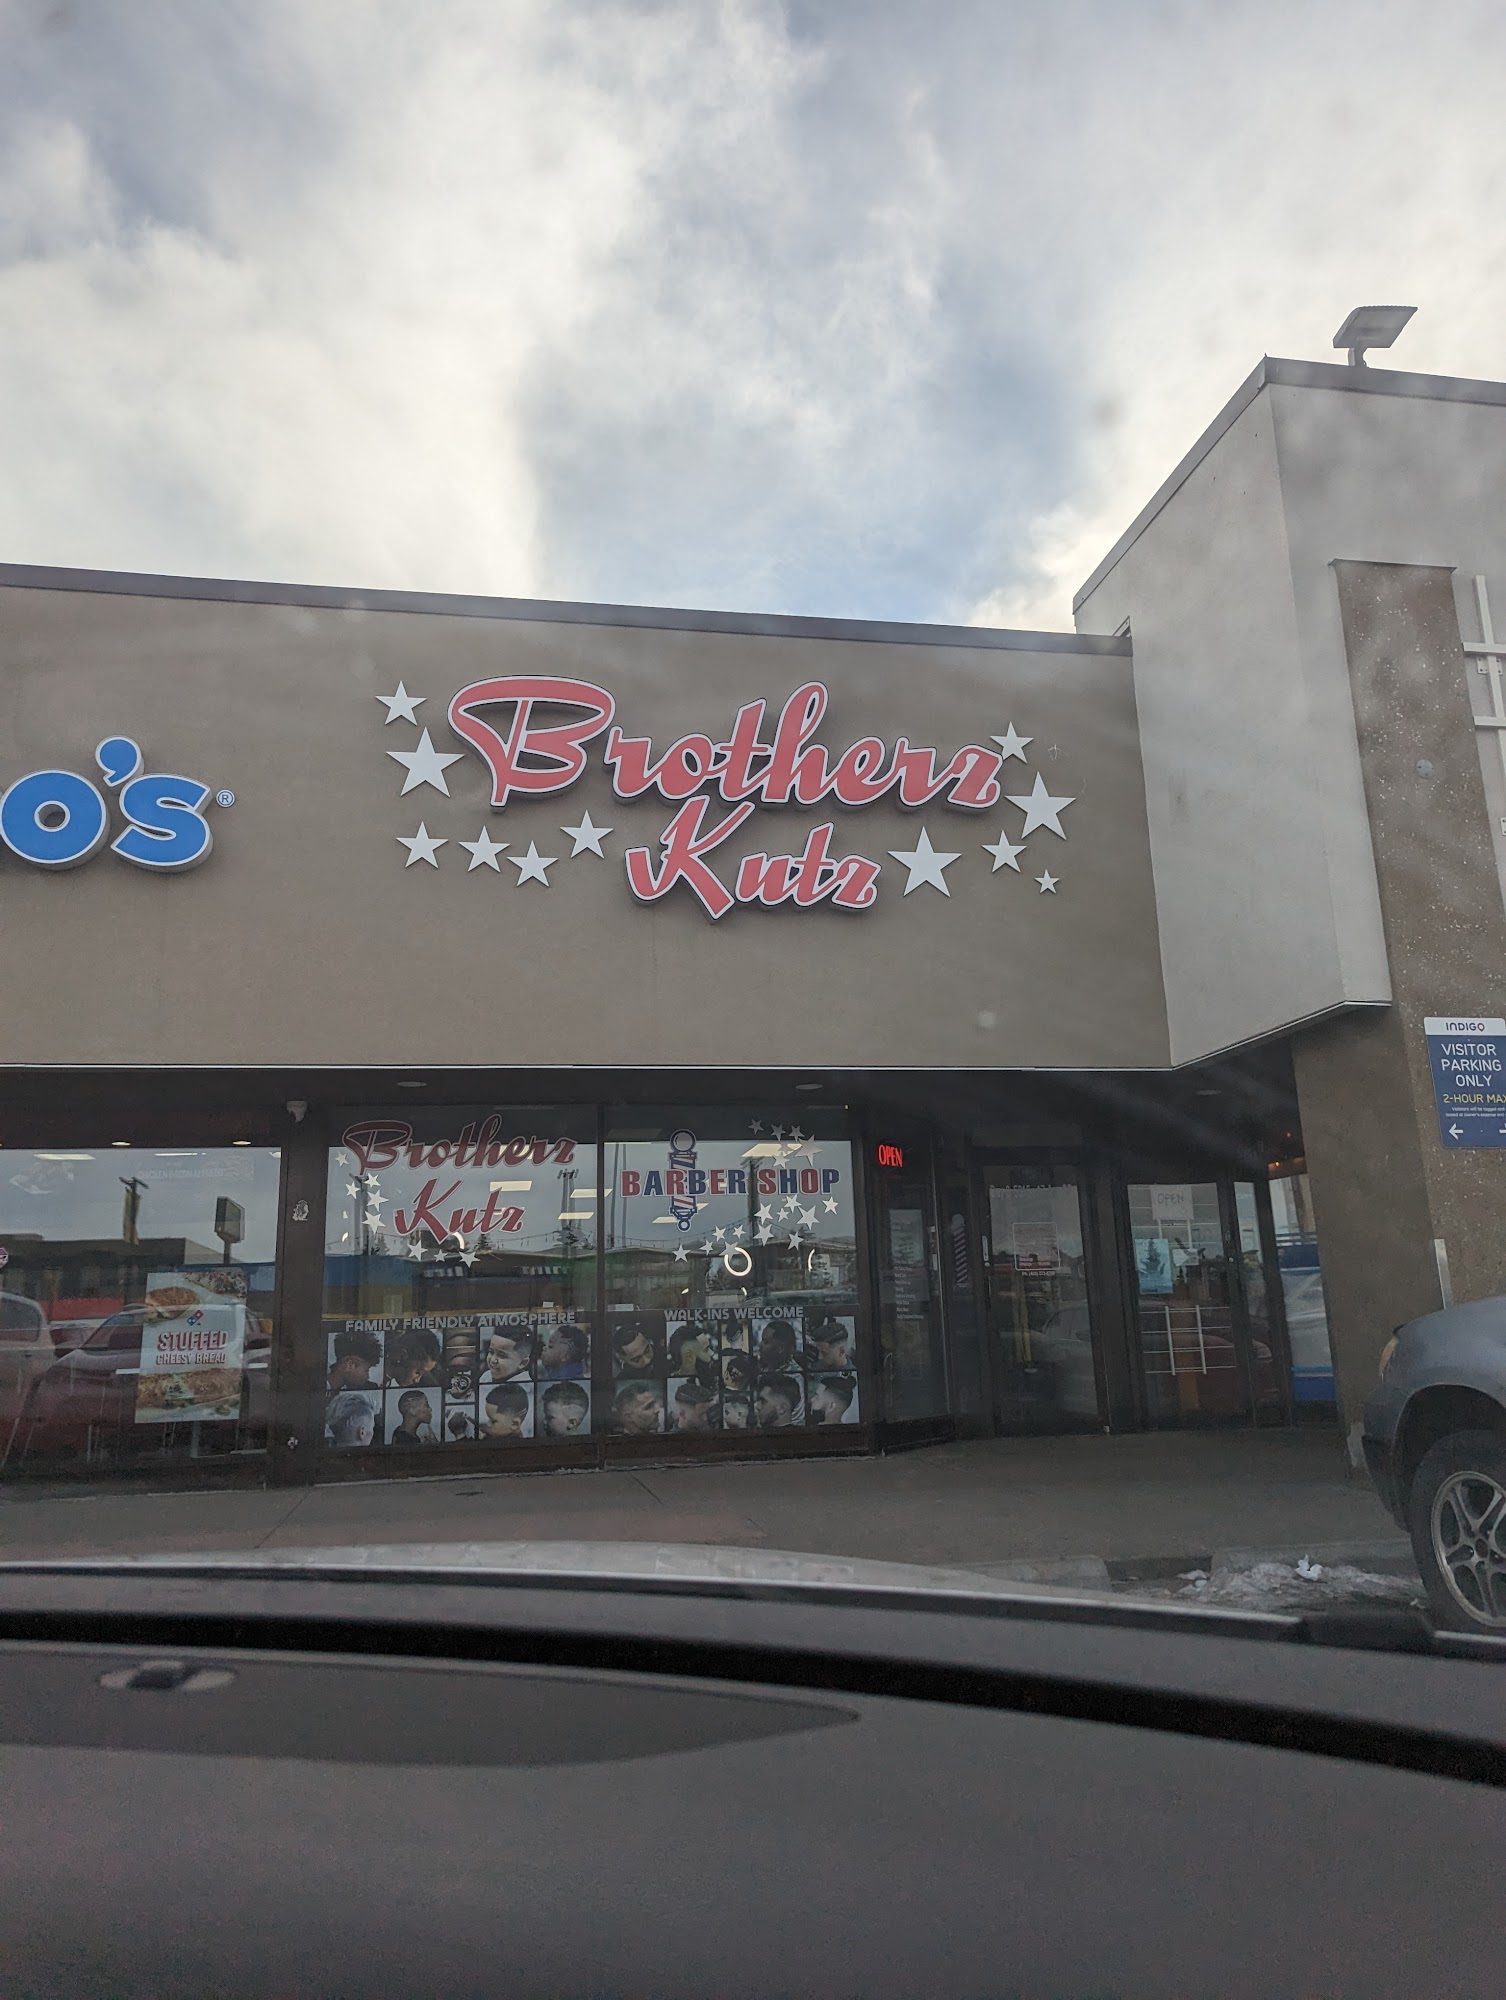 o's®
Brotherz
Kutz
INDIGO
VISITOR
PARKING
ONLY
2-HOUR MAX
Brotherz
Kutz
BARBER SHOP
OPEN
OPEN
STUFFED
CHEESY BREAD
FAMILY FRIENDLY ATMOSPHERE
WALK-INS WELCOME